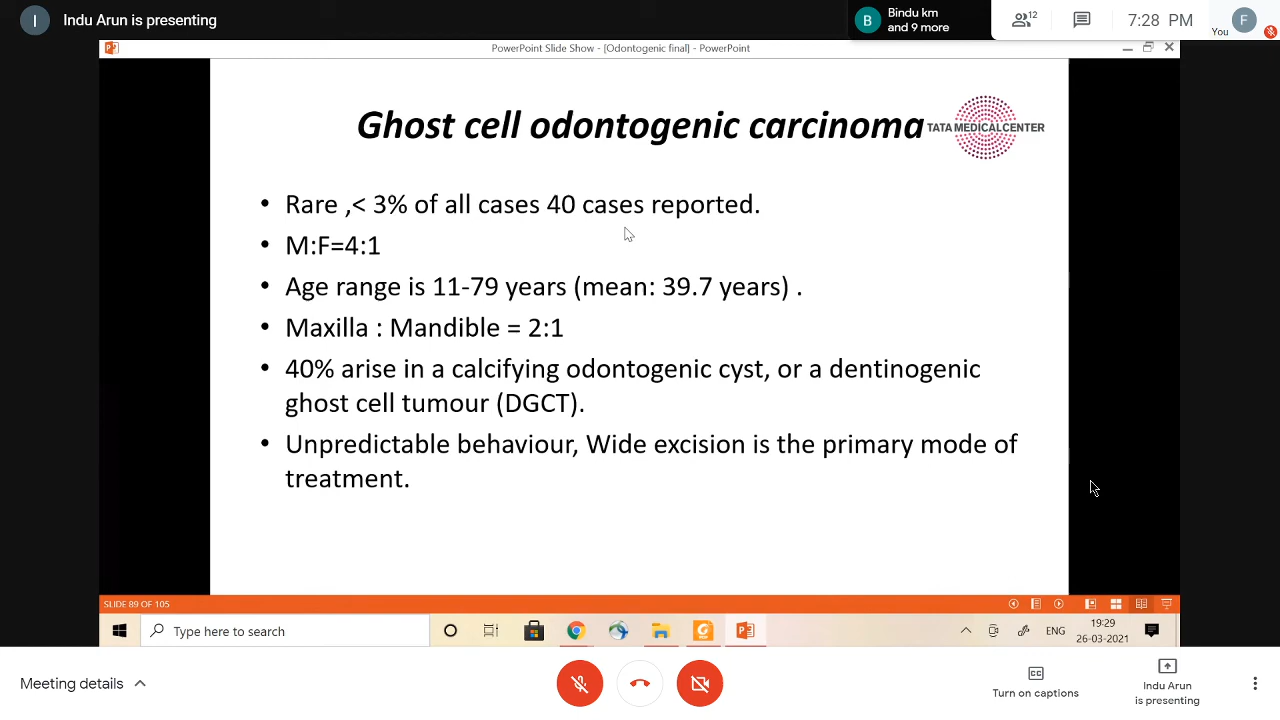 I
Indu Arun is presenting
B
Bindu km
and 9 more
12
7:28 PM
You
F
PowerPoint Slide Show - [Odontogenic final] - PowerPoint
Ghost cell odontogenic carcinoma
TATA MEDICAL CENTER
• Rare ,< 3% of all cases 40 cases reported.
• M:F=4:1
• Age range is 11-79 years (mean: 39.7 years) .
• Maxilla : Mandible = 2:1
• 40% arise in a calcifying odontogenic cyst, or a dentinogenic
ghost cell tumour (DGCT).
• Unpredictable behaviour, Wide excision is the primary mode of
treatment.
SLIDE 89 OF 105
Type here to search
ENG
19:29
26-03-2021
Meeting details
Turn on captions
Indu Arun
is presenting